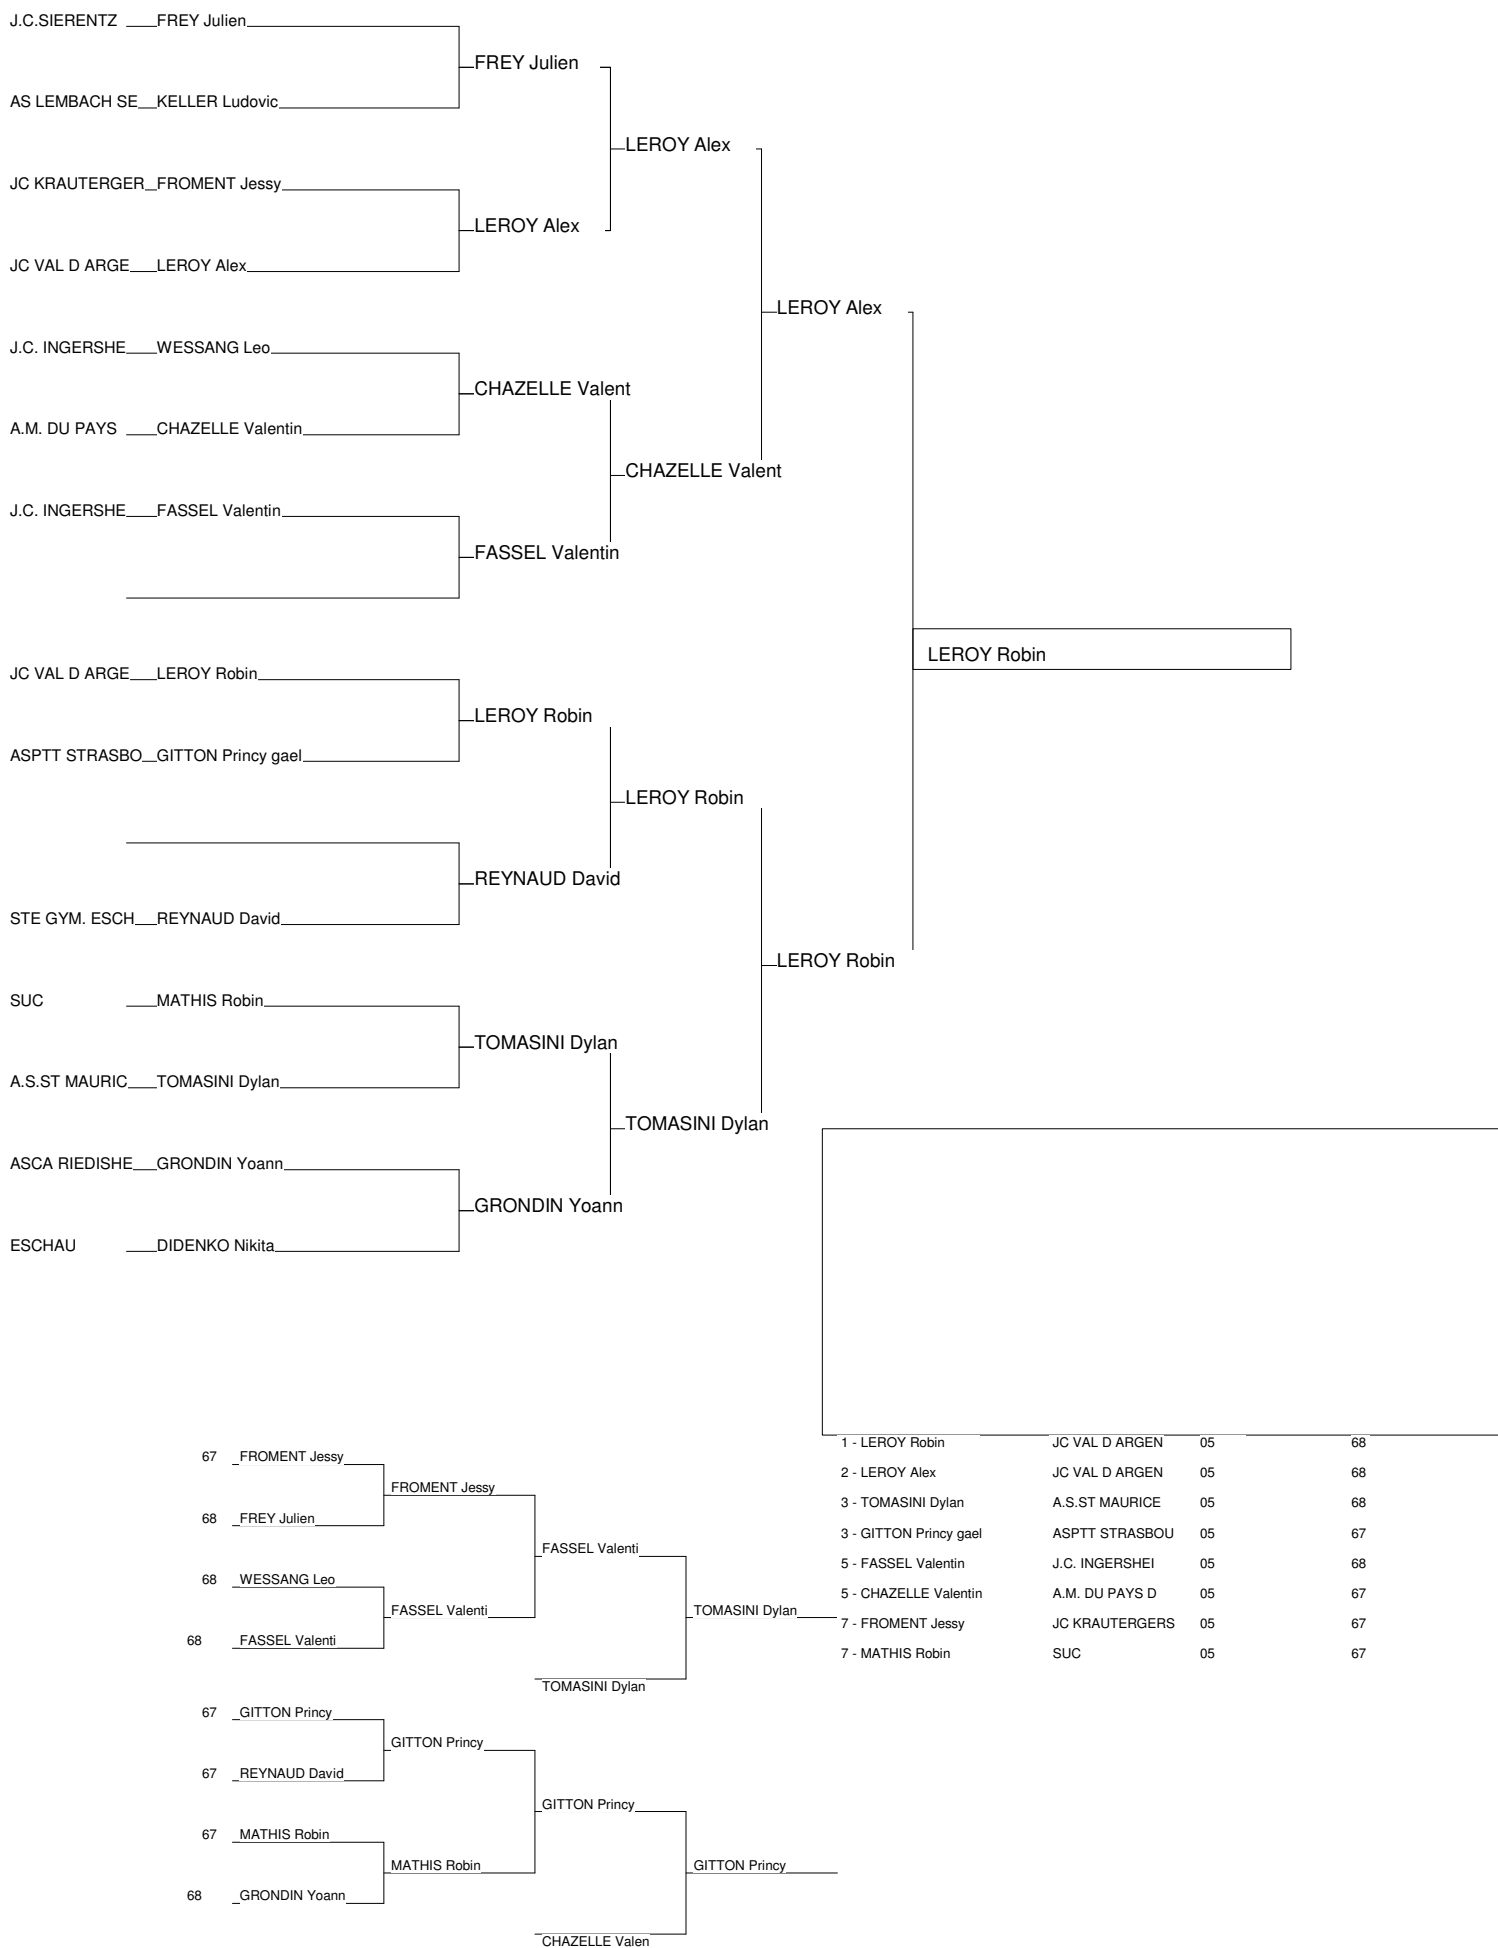 J.C.SIERENTZ FREY Julien
FREY Julien
AS LEMBACH SE KELLER Ludovic
LEROY Alex
JC KRAUTERGER FROMENT Jessy
LEROY Alex
JC VAL D ARGE LEROY Alex
LEROY Alex
J.C. INGERSHE WESSANG Leo
CHAZELLE Valent
A.M. DU PAYS CHAZELLE Valentin
CHAZELLE Valent
J.C. INGERSHE FASSEL Valentin
FASSEL Valentin
LEROY Robin
JC VAL D ARGE LEROY Robin
LEROY Robin
ASPTT STRASBO GITTON Princy gael
LEROY Robin
REYNAUD David
STE GYM. ESCH REYNAUD David
LEROY Robin
SUC MATHIS Robin
TOMASINI Dylan
A.S.ST MAURIC TOMASINI Dylan
TOMASINI Dylan
ASCA RIEDISHE GRONDIN Yoann
GRONDIN Yoann
ESCHAU DIDENKO Nikita
1 - LEROY Robin JC VAL D ARGEN 05 68
2 - LEROY Alex JC VAL D ARGEN 05 68
3 - TOMASINI Dylan A.S.ST MAURICE 05 68
3 - GITTON Princy gael ASPTT STRASBOU 05 67
5 - FASSEL Valentin J.C. INGERSHEI 05 68
5 - CHAZELLE Valentin A.M. DU PAYS D 05 67
7 - FROMENT Jessy JC KRAUTERGERS 05 67
7 - MATHIS Robin SUC 05 67
67 FROMENT Jessy
FROMENT Jessy
68 FREY Julien
FASSEL Valenti
68 WESSANG Leo
FASSEL Valenti
TOMASINI Dylan
68 FASSEL Valenti
TOMASINI Dylan
67 GITTON Princy
GITTON Princy
67 REYNAUD David
GITTON Princy
67 MATHIS Robin
MATHIS Robin
GITTON Princy
68 GRONDIN Yoann
CHAZELLE Valen